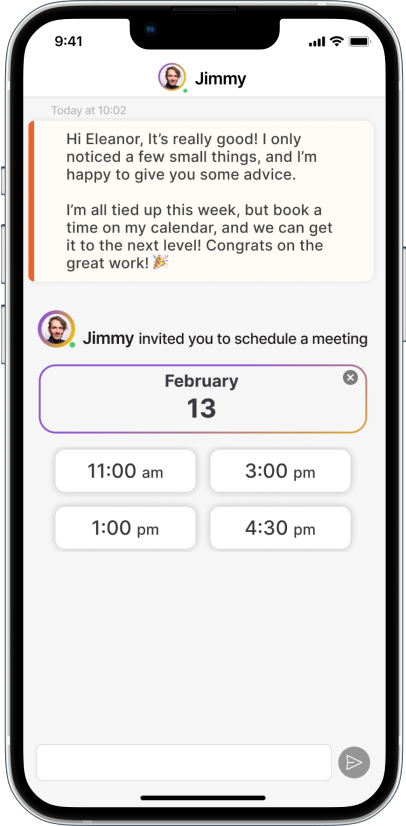 9:41
Jimmy
Today at 10:02
Hi Eleanor, It’s really good! I only
noticed a few small things, and I’m
happy to give you some advice.
I’m all tied up this week, but book a
time on my calendar, and we can get
it to the next level! Congrats on the
great work! 🎉
Jimmy invited you to schedule a meeting
February
13
11:00 am
3:00 pm
1:00 pm
4:30 pm